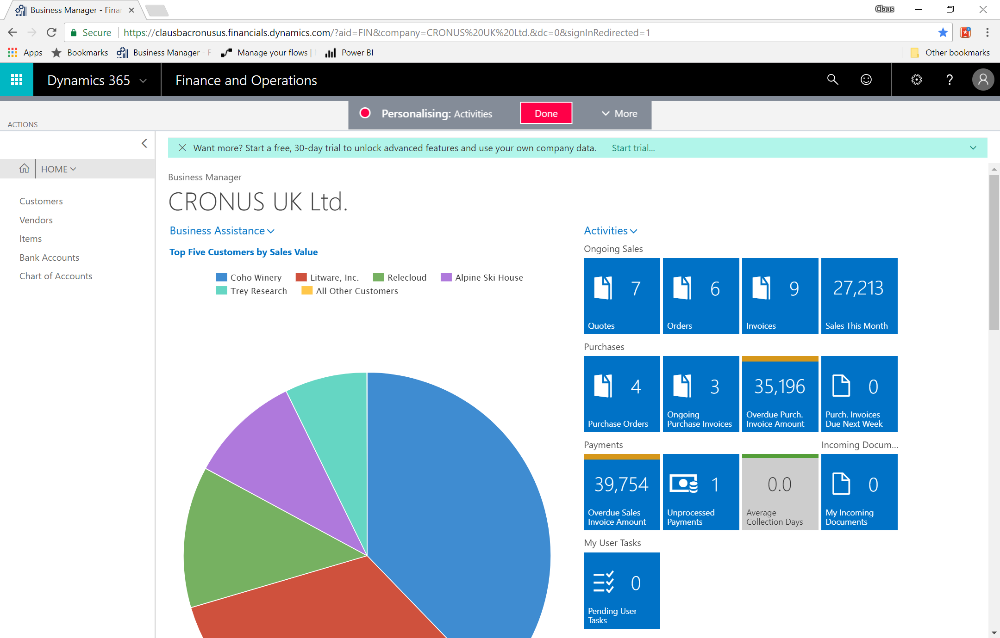 Business Manager - Fina
Claus
Secure https://clausbacronusus.financials.dynamics.com/?aid=FIN&company=CRONUS%20UK%20Ltd.&dc=0&signInRedirected=1
Apps Bookmarks Business Manager - F Manage your flows | Power BI Other bookmarks
Dynamics 365 Finance and Operations ?
Personalising: Activities Done More
ACTIONS
Want more? Start a free, 30-day trial to unlock advanced features and use your own company data. Start trial...
HOME
Customers
Vendors
Items
Bank Accounts
Chart of Accounts
Business Manager
CRONUS UK Ltd.
Business Assistance
Top Five Customers by Sales Value
Coho Winery Litware, Inc. Relecloud Alpine Ski House
Trey Research All Other Customers
Activities
Ongoing Sales
7 6 9 27,213
Quotes Orders Invoices Sales This Month
Purchases
4 3 35,196 0
Purchase Orders
Ongoing
Purchase Invoices
Overdue Purch.
Invoice Amount
Purch. Invoices
Due Next Week
Payments Incoming Docum...
39,754 1 0.0 0
Overdue Sales
Invoice Amount
Unprocessed
Payments
Average
Collection Days
My Incoming
Documents
My User Tasks
0
Pending User
Tasks